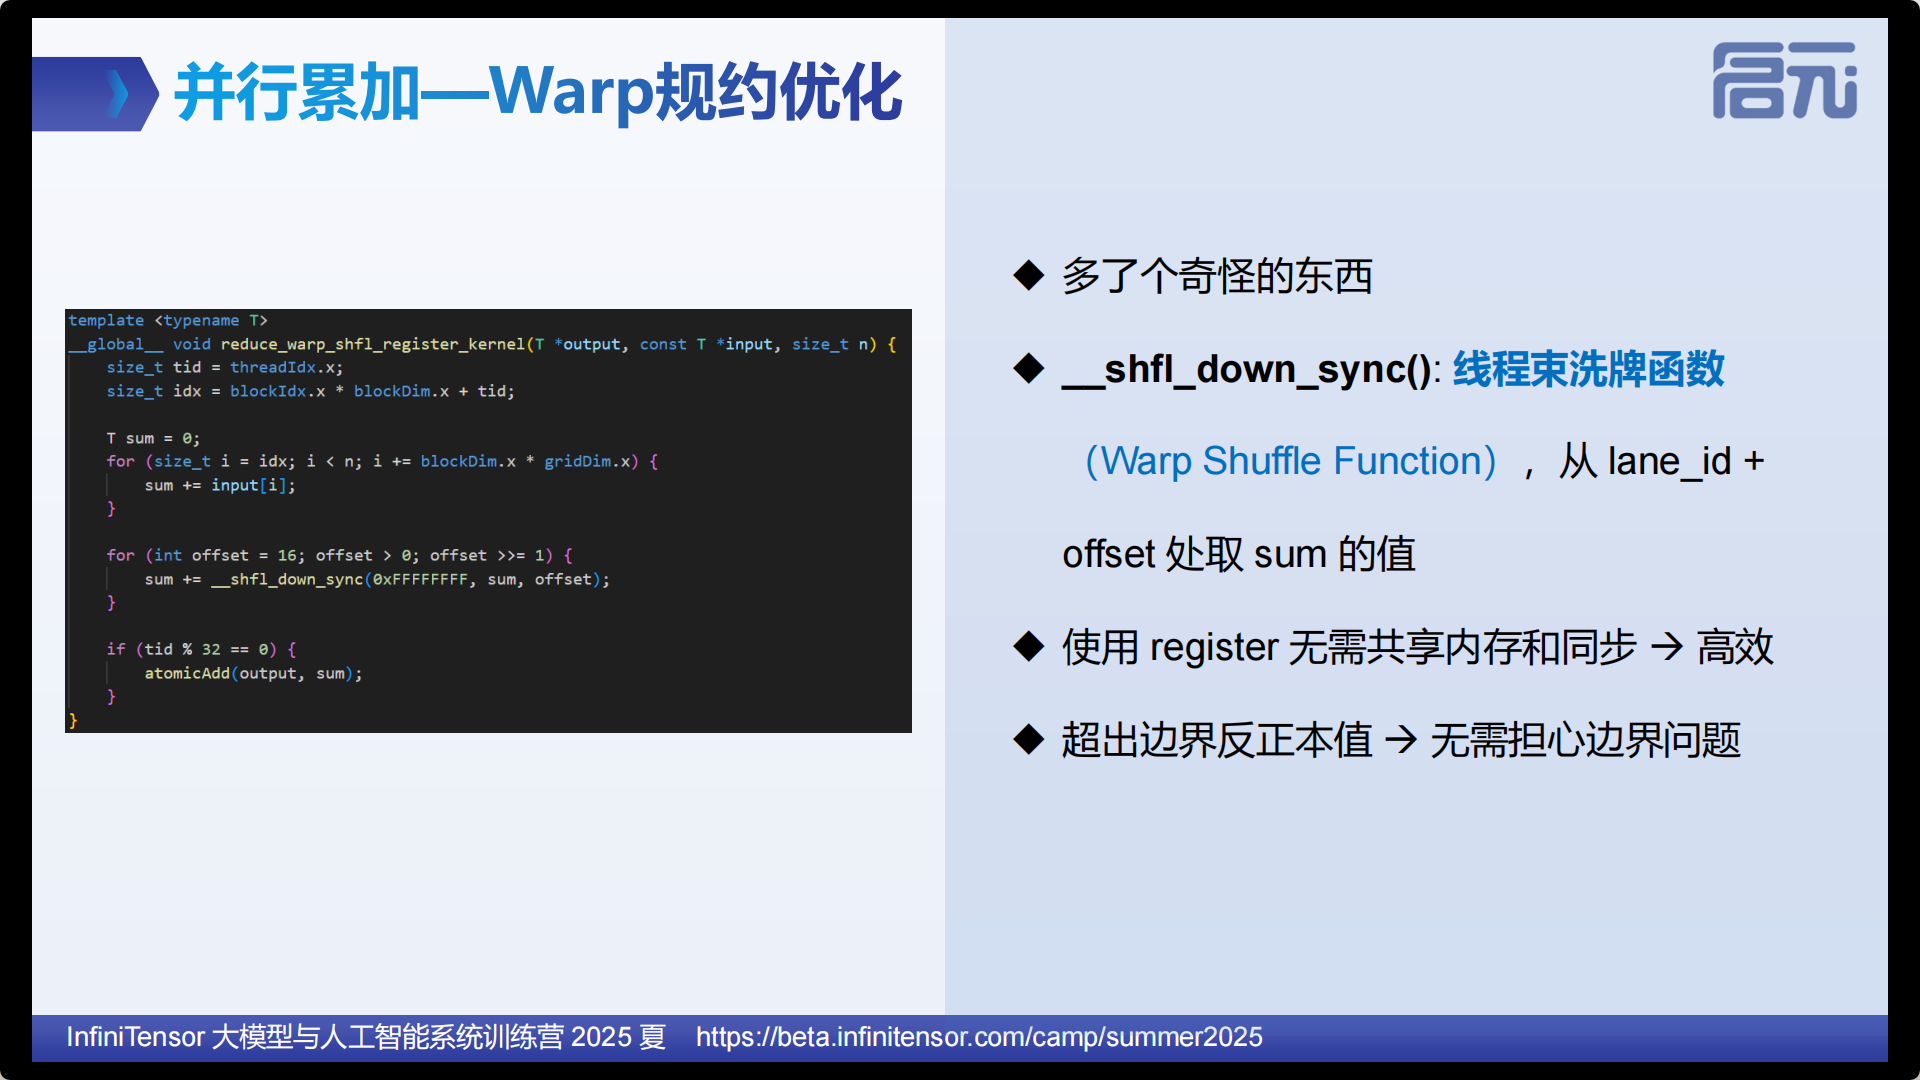 并行累加—Warp规约优化
启元
template <typename T>
__global__ void reduce_warp_shfl_register_kernel(T *output, const T *input, size_t n) {
    size_t tid = threadIdx.x;
    size_t idx = blockIdx.x * blockDim.x + tid;
    T sum = 0;
    for (size_t i = idx; i < n; i += blockDim.x * gridDim.x) {
        sum += input[i];
    }
    for (int offset = 16; offset > 0; offset >>= 1) {
        sum += __shfl_down_sync(0xFFFFFFFF, sum, offset);
    }
    if (tid % 32 == 0) {
        atomicAdd(output, sum);
    }
}
◆ 多了个奇怪的东西
◆ __shfl_down_sync(): 线程束洗牌函数
（Warp Shuffle Function），从 lane_id +
offset 处取 sum 的值
◆ 使用 register 无需共享内存和同步 → 高效
◆ 超出边界反正本值 → 无需担心边界问题
InfiniTensor 大模型与人工智能系统训练营 2025 夏 https://beta.infinitensor.com/camp/summer2025